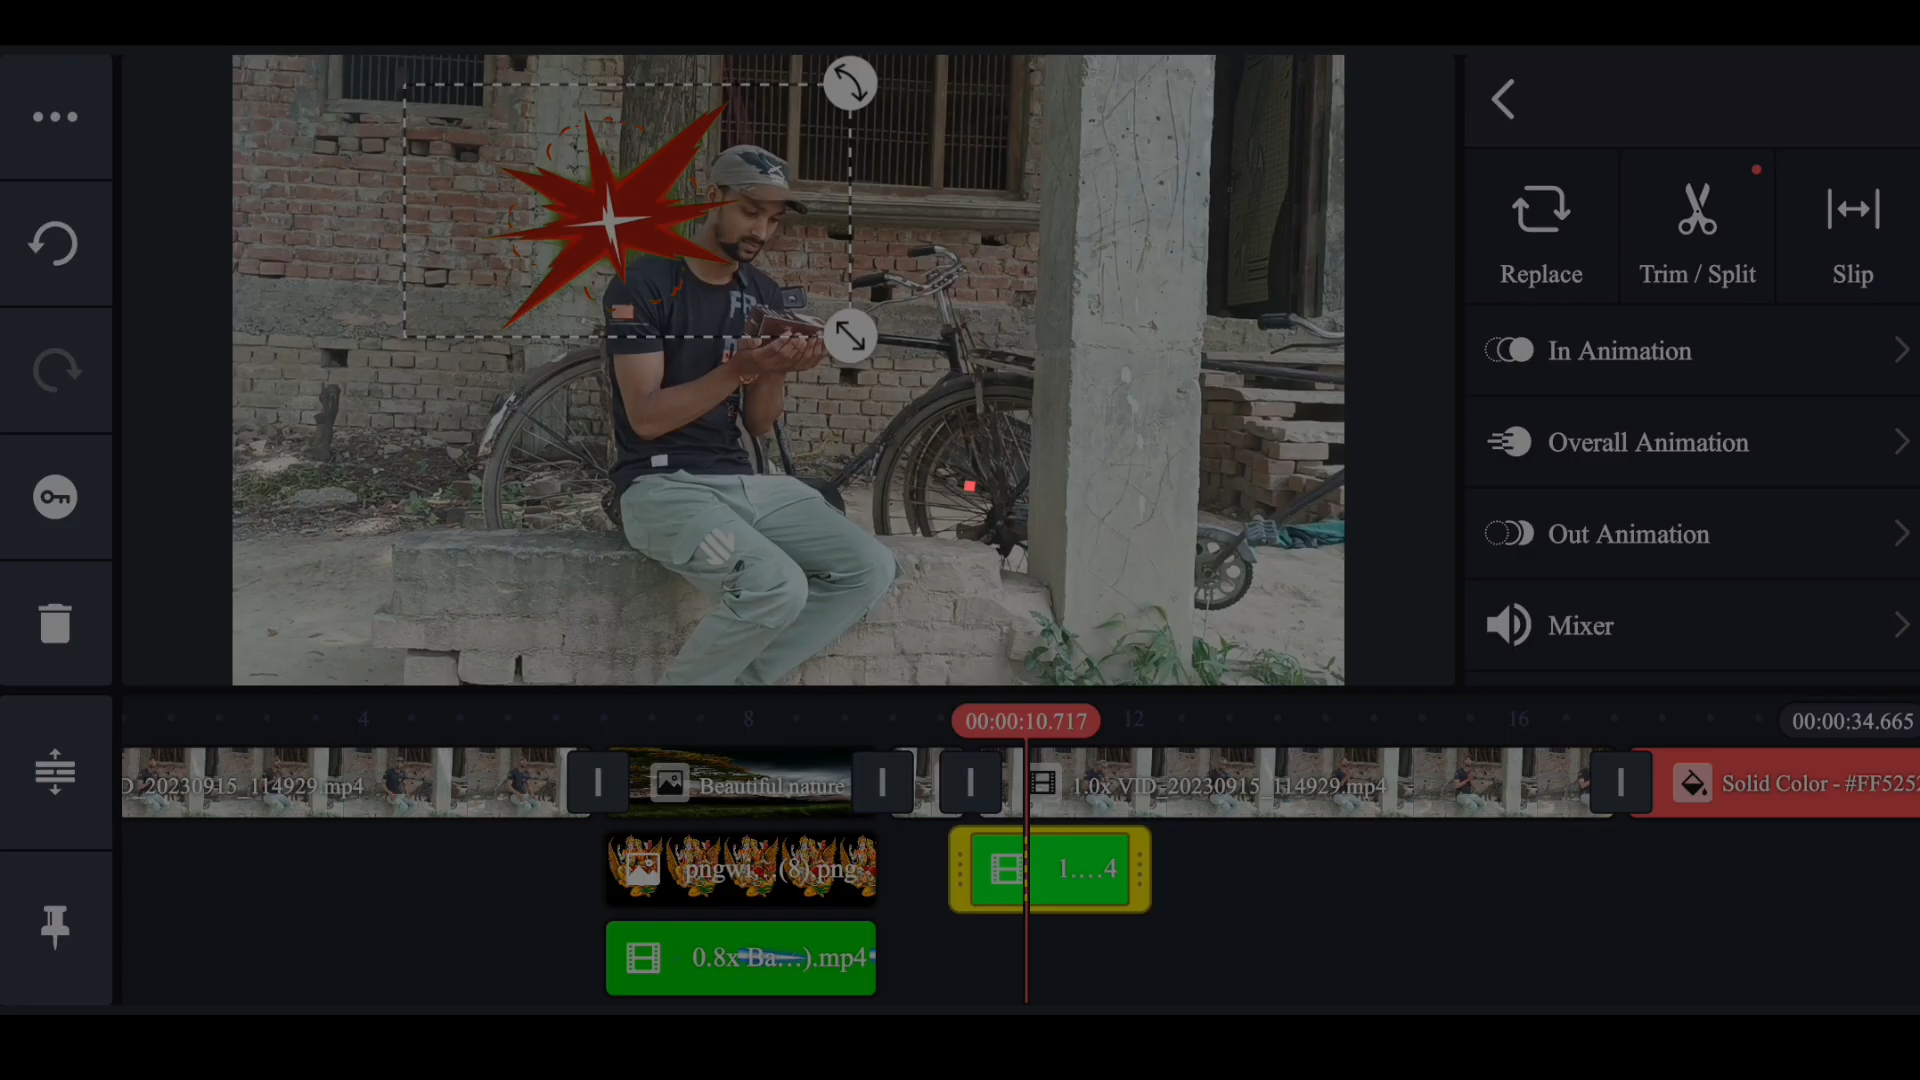 Replace
Trim / Split
Slip
In Animation
Overall Animation
Out Animation
Mixer
4
8
00:00:10.717
12
16
00:00:34.665
D_20230915_114929.mp4
Beautiful nature
1.0x VID_20230915_114929.mp4
Solid Color - #FF5252
pngwi...(8).png
1....4
0.8x Ba...).mp4